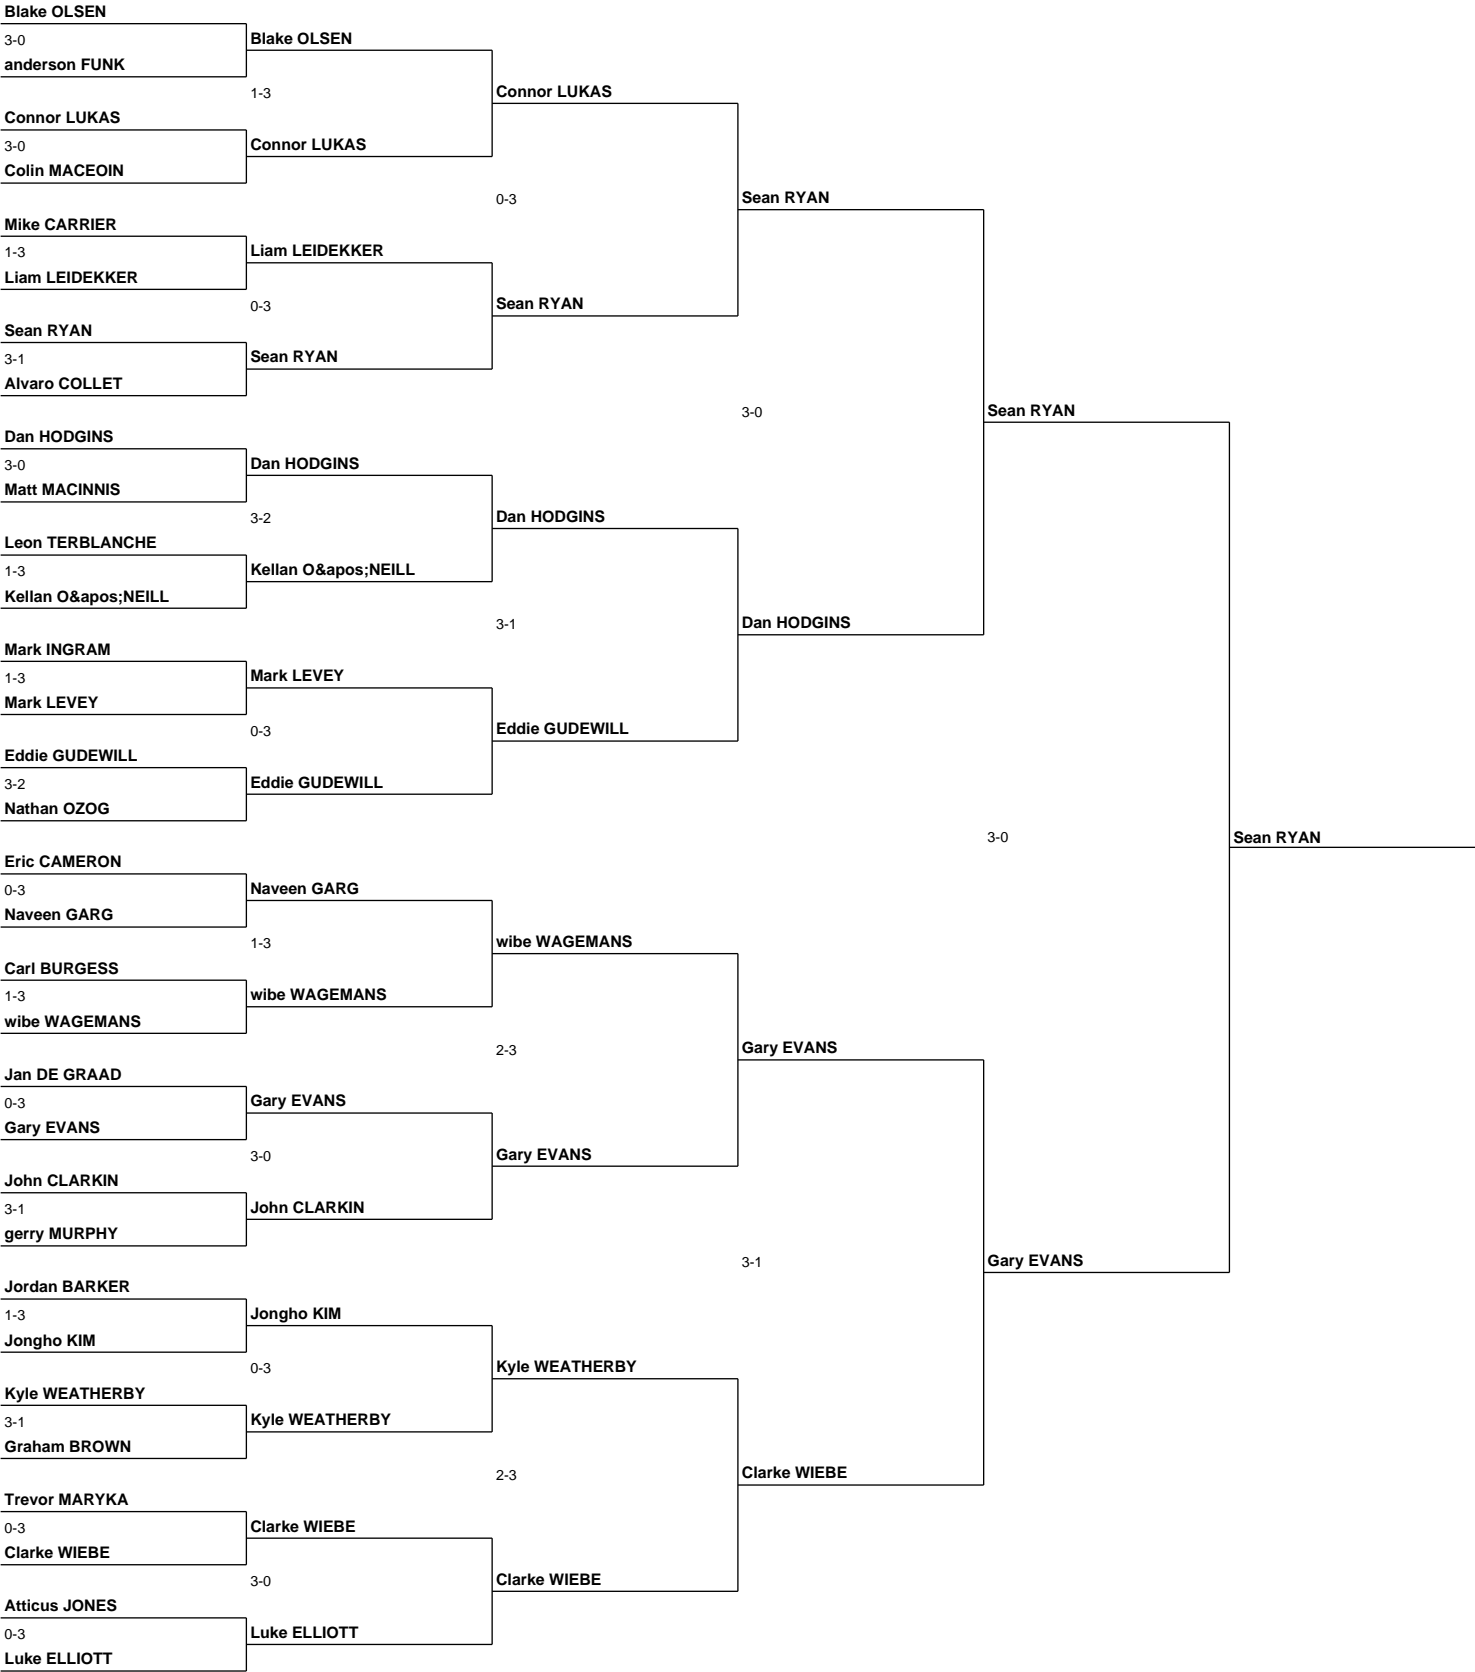 Blake OLSEN
3-0
anderson FUNK
Connor LUKAS
3-0
Colin MACEOIN
Mike CARRIER
1-3
Liam LEIDEKKER
Sean RYAN
3-1
Alvaro COLLET
Dan HODGINS
3-0
Matt MACINNIS
Leon TERBLANCHE
1-3
Kellan O&apos;NEILL
Mark INGRAM
1-3
Mark LEVEY
Eddie GUDEWILL
3-2
Nathan OZOG
Eric CAMERON
0-3
Naveen GARG
Carl BURGESS
1-3
wibe WAGEMANS
Jan DE GRAAD
0-3
Gary EVANS
John CLARKIN
3-1
gerry MURPHY
Jordan BARKER
1-3
Jongho KIM
Kyle WEATHERBY
3-1
Graham BROWN
Trevor MARYKA
0-3
Clarke WIEBE
Atticus JONES
0-3
Luke ELLIOTT
Blake OLSEN
1-3
Connor LUKAS
Liam LEIDEKKER
0-3
Sean RYAN
Dan HODGINS
3-2
Kellan O&apos;NEILL
Mark LEVEY
0-3
Eddie GUDEWILL
Naveen GARG
1-3
wibe WAGEMANS
Gary EVANS
3-0
John CLARKIN
Jongho KIM
0-3
Kyle WEATHERBY
Clarke WIEBE
3-0
Luke ELLIOTT
Connor LUKAS
0-3
Sean RYAN
Dan HODGINS
3-1
Eddie GUDEWILL
wibe WAGEMANS
2-3
Gary EVANS
Kyle WEATHERBY
2-3
Clarke WIEBE
Sean RYAN
3-0
Dan HODGINS
Gary EVANS
3-1
Clarke WIEBE
Sean RYAN
3-0
Gary EVANS
Sean RYAN